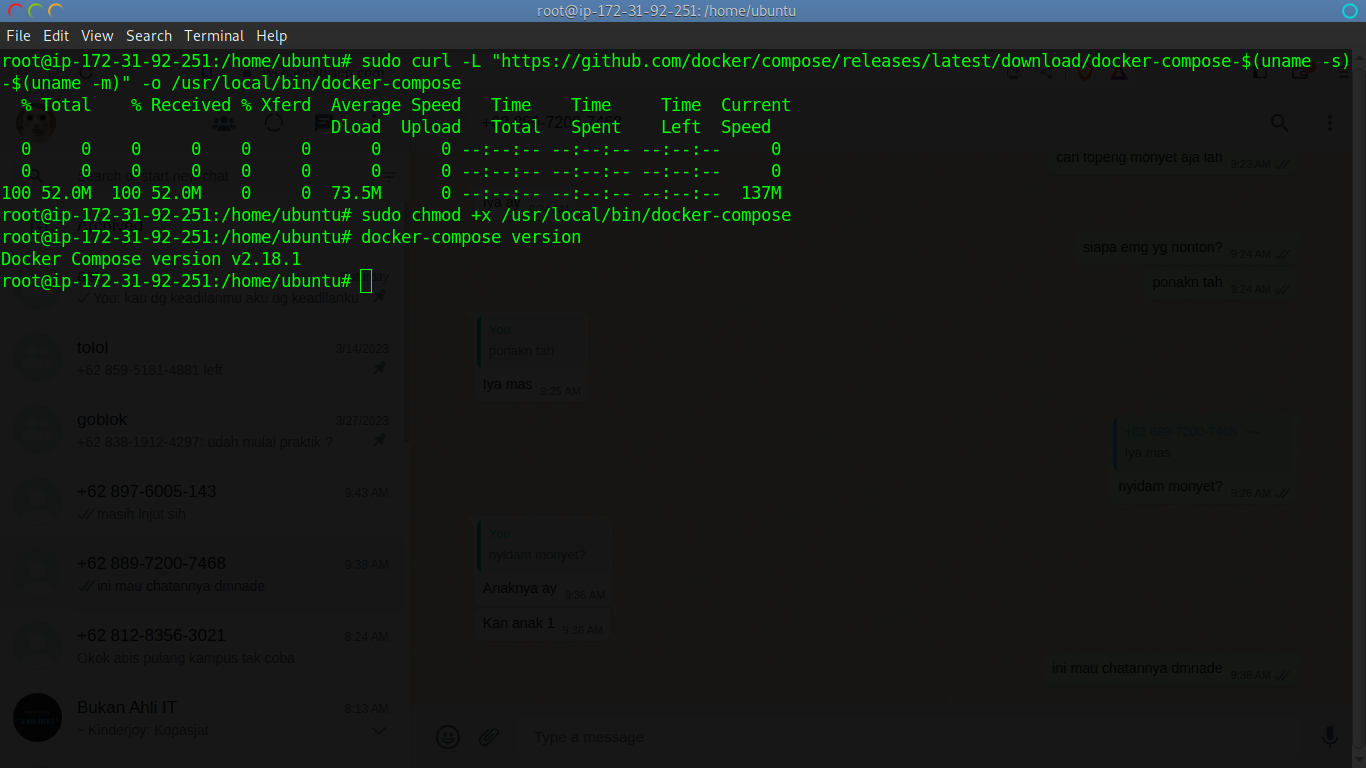 root@ip-172-31-92-251: /home/ubuntu
File Edit View Search Terminal Help
root@ip-172-31-92-251:/home/ubuntu# sudo curl -L "https://github.com/docker/compose/releases/latest/download/docker-compose-$(uname -s)
-$(uname -m)" -o /usr/local/bin/docker-compose
% Total % Received % Xferd Average Speed Time Time Time Current
Dload Upload Total Spent Left Speed
0 0 0 0 0 0 0 0 --:--:-- --:--:-- --:--:-- 0
0 0 0 0 0 0 0 0 --:--:-- --:--:-- --:--:-- 0
100 52.0M 100 52.0M 0 0 73.5M 0 --:--:-- --:--:-- --:--:-- 137M
root@ip-172-31-92-251:/home/ubuntu# sudo chmod +x /usr/local/bin/docker-compose
root@ip-172-31-92-251:/home/ubuntu# docker-compose version
Docker Compose version v2.18.1
root@ip-172-31-92-251:/home/ubuntu#
You: kau dg keadilanmu aku dg keadilanku
tolol 3/14/2023
+62 859-5181-4881 left
goblok 3/27/2023
+62 838-1912-4297: udah mulai praktik ?
+62 897-6005-143 9:43 AM
masih lnjut sih
+62 889-7200-7468 9:38 AM
ini mau chatannya dmnade
+62 812-8356-3021 8:24 AM
Okok abis pulang kampus tak coba
Bukan Ahli IT 8:13 AM
~ Kinderjoy: Kopasjat
can topeng monyet aja lah 9:23 AM
Iya ay
siapa emg yg nonton? 9:24 AM
ponakn tah 9:24 AM
You
ponakn tah
Iya mas 9:25 AM
+62 889-7200-7468
Iya mas
nyidam monyet? 9:26 AM
You
nyidam monyet?
Anaknya ay 9:36 AM
Kan anak 1 9:36 AM
ini mau chatannya dmnade 9:38 AM
Type a message